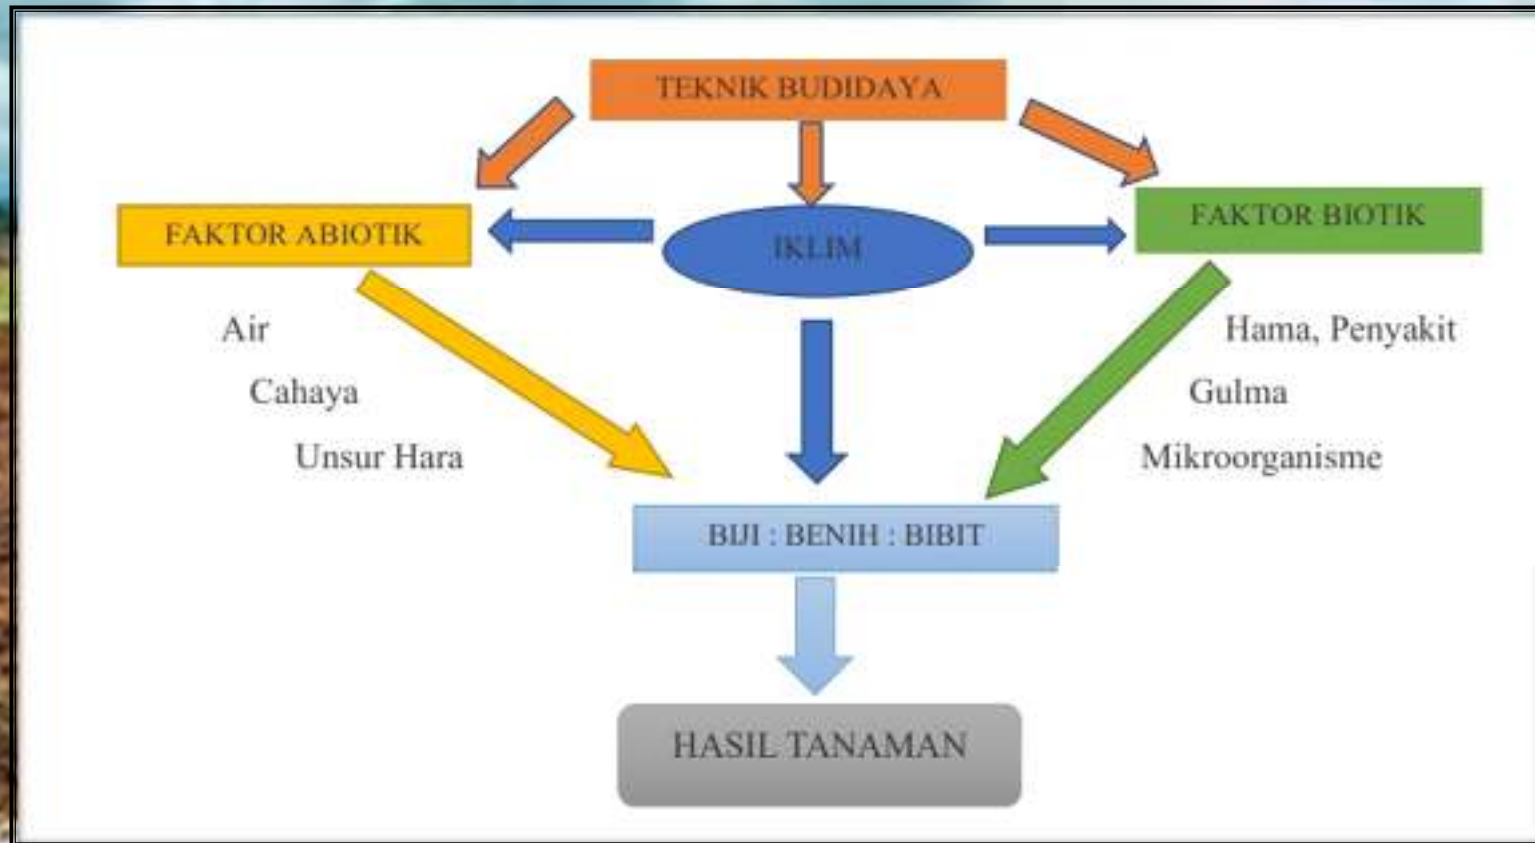 TEKNIK BUDIDAYA
FAKTOR ABIOTIK
IKLIM
FAKTOR BIOTIK
Air
Cahaya
Unsur Hara
Hama, Penyakit
Gulma
Mikroorganisme
BIJI : BENIH : BIBIT
HASIL TANAMAN